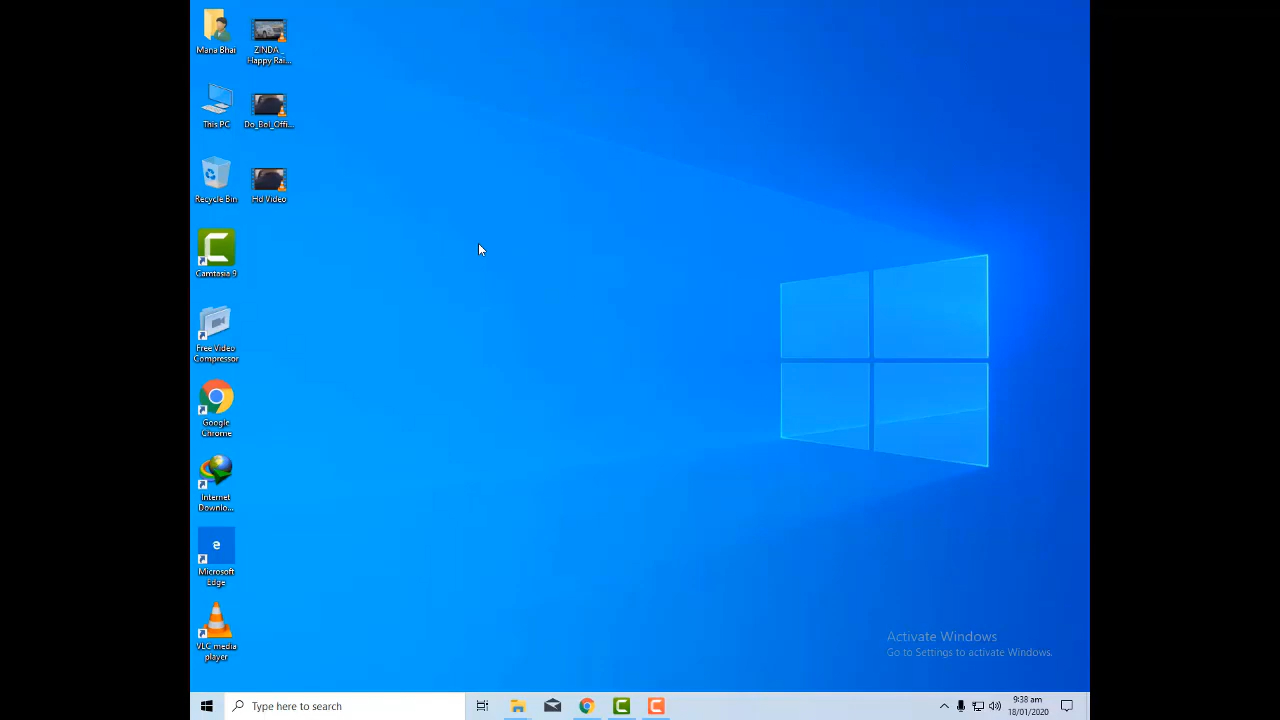 Mana Bhai
ZINDA _
Happy Rai...
This PC
Do_Bol_Offi...
Recycle Bin
Hd Video
Camtasia 9
Free Video
Compressor
Google
Chrome
Internet
Downlo...
Microsoft
Edge
VLC media
player
Activate Windows
Go to Settings to activate Windows.
Type here to search
9:38 am
18/01/2020